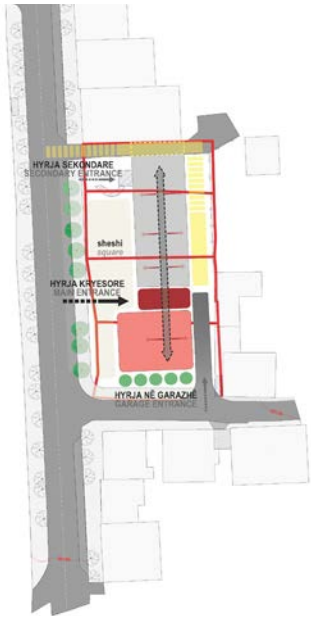 HYRJA SEKONDARE
SECONDARY ENTRANCE
sheshi
square
HYRJA KRYESORE
MAIN ENTRANCE
HYRJA NË GARAZHË
GARAGE ENTRANCE